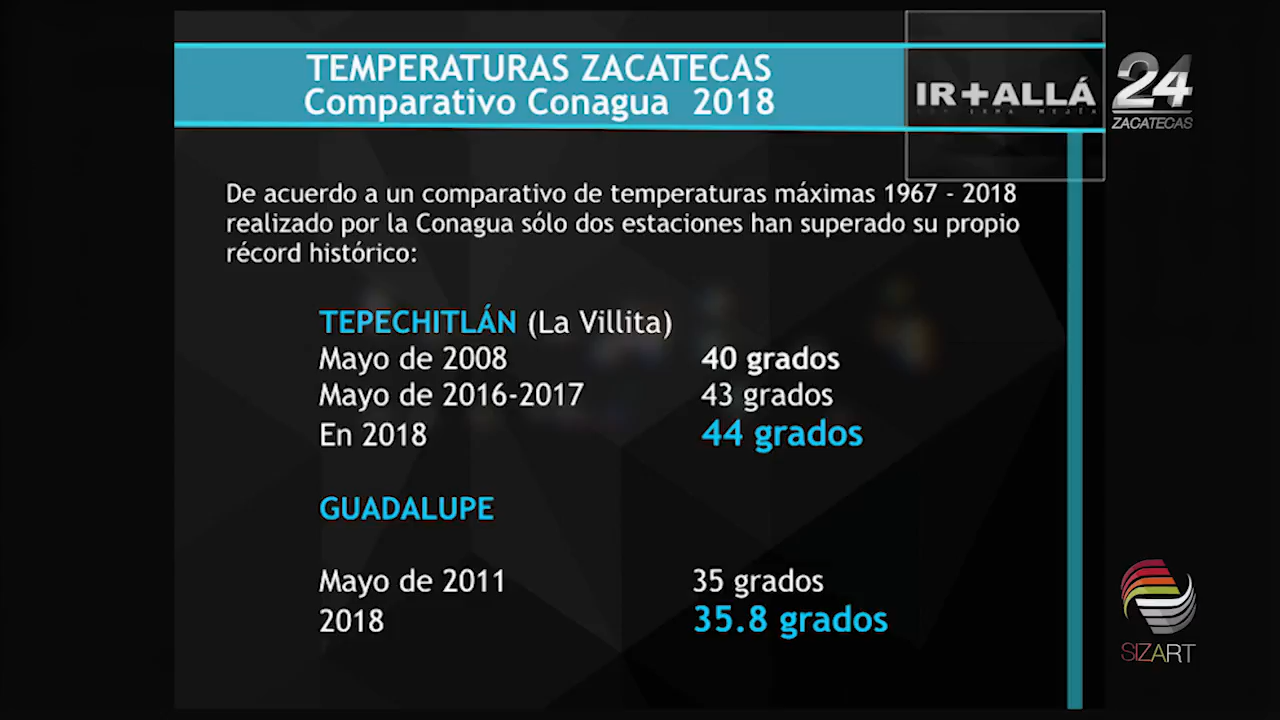 TEMPERATURAS ZACATECAS
Comparativo Conagua 2018
IR+ALLÁ
24
ZACATECAS
De acuerdo a un comparativo de temperaturas máximas 1967 - 2018
realizado por la Conagua sólo dos estaciones han superado su propio
récord histórico:
TEPECHITLÁN (La Villita)
Mayo de 2008 40 grados
Mayo de 2016-2017 43 grados
En 2018 44 grados
GUADALUPE
Mayo de 2011 35 grados
2018 35.8 grados
SIZART